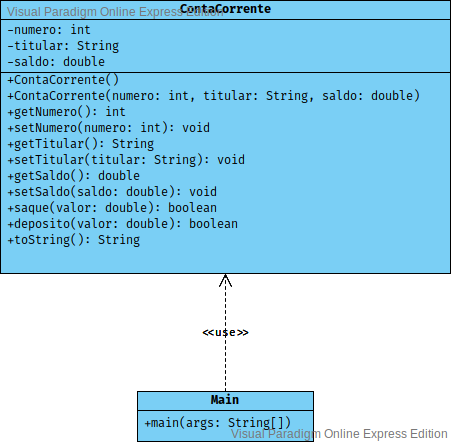 Visual Paradigm Online Express Edition
ContaCorrente
-numero: int
-titular: String
-saldo: double
+ContaCorrente()
+ContaCorrente(numero: int, titular: String, saldo: double)
+getNumero(): int
+setNumero(numero: int): void
+getTitular(): String
+setTitular(titular: String): void
+getSaldo(): double
+setSaldo(saldo: double): void
+saque(valor: double): boolean
+deposito(valor: double): boolean
+toString(): String
<<use>>
Main
+main(args: String[])
Visual Paradigm Online Express Edition